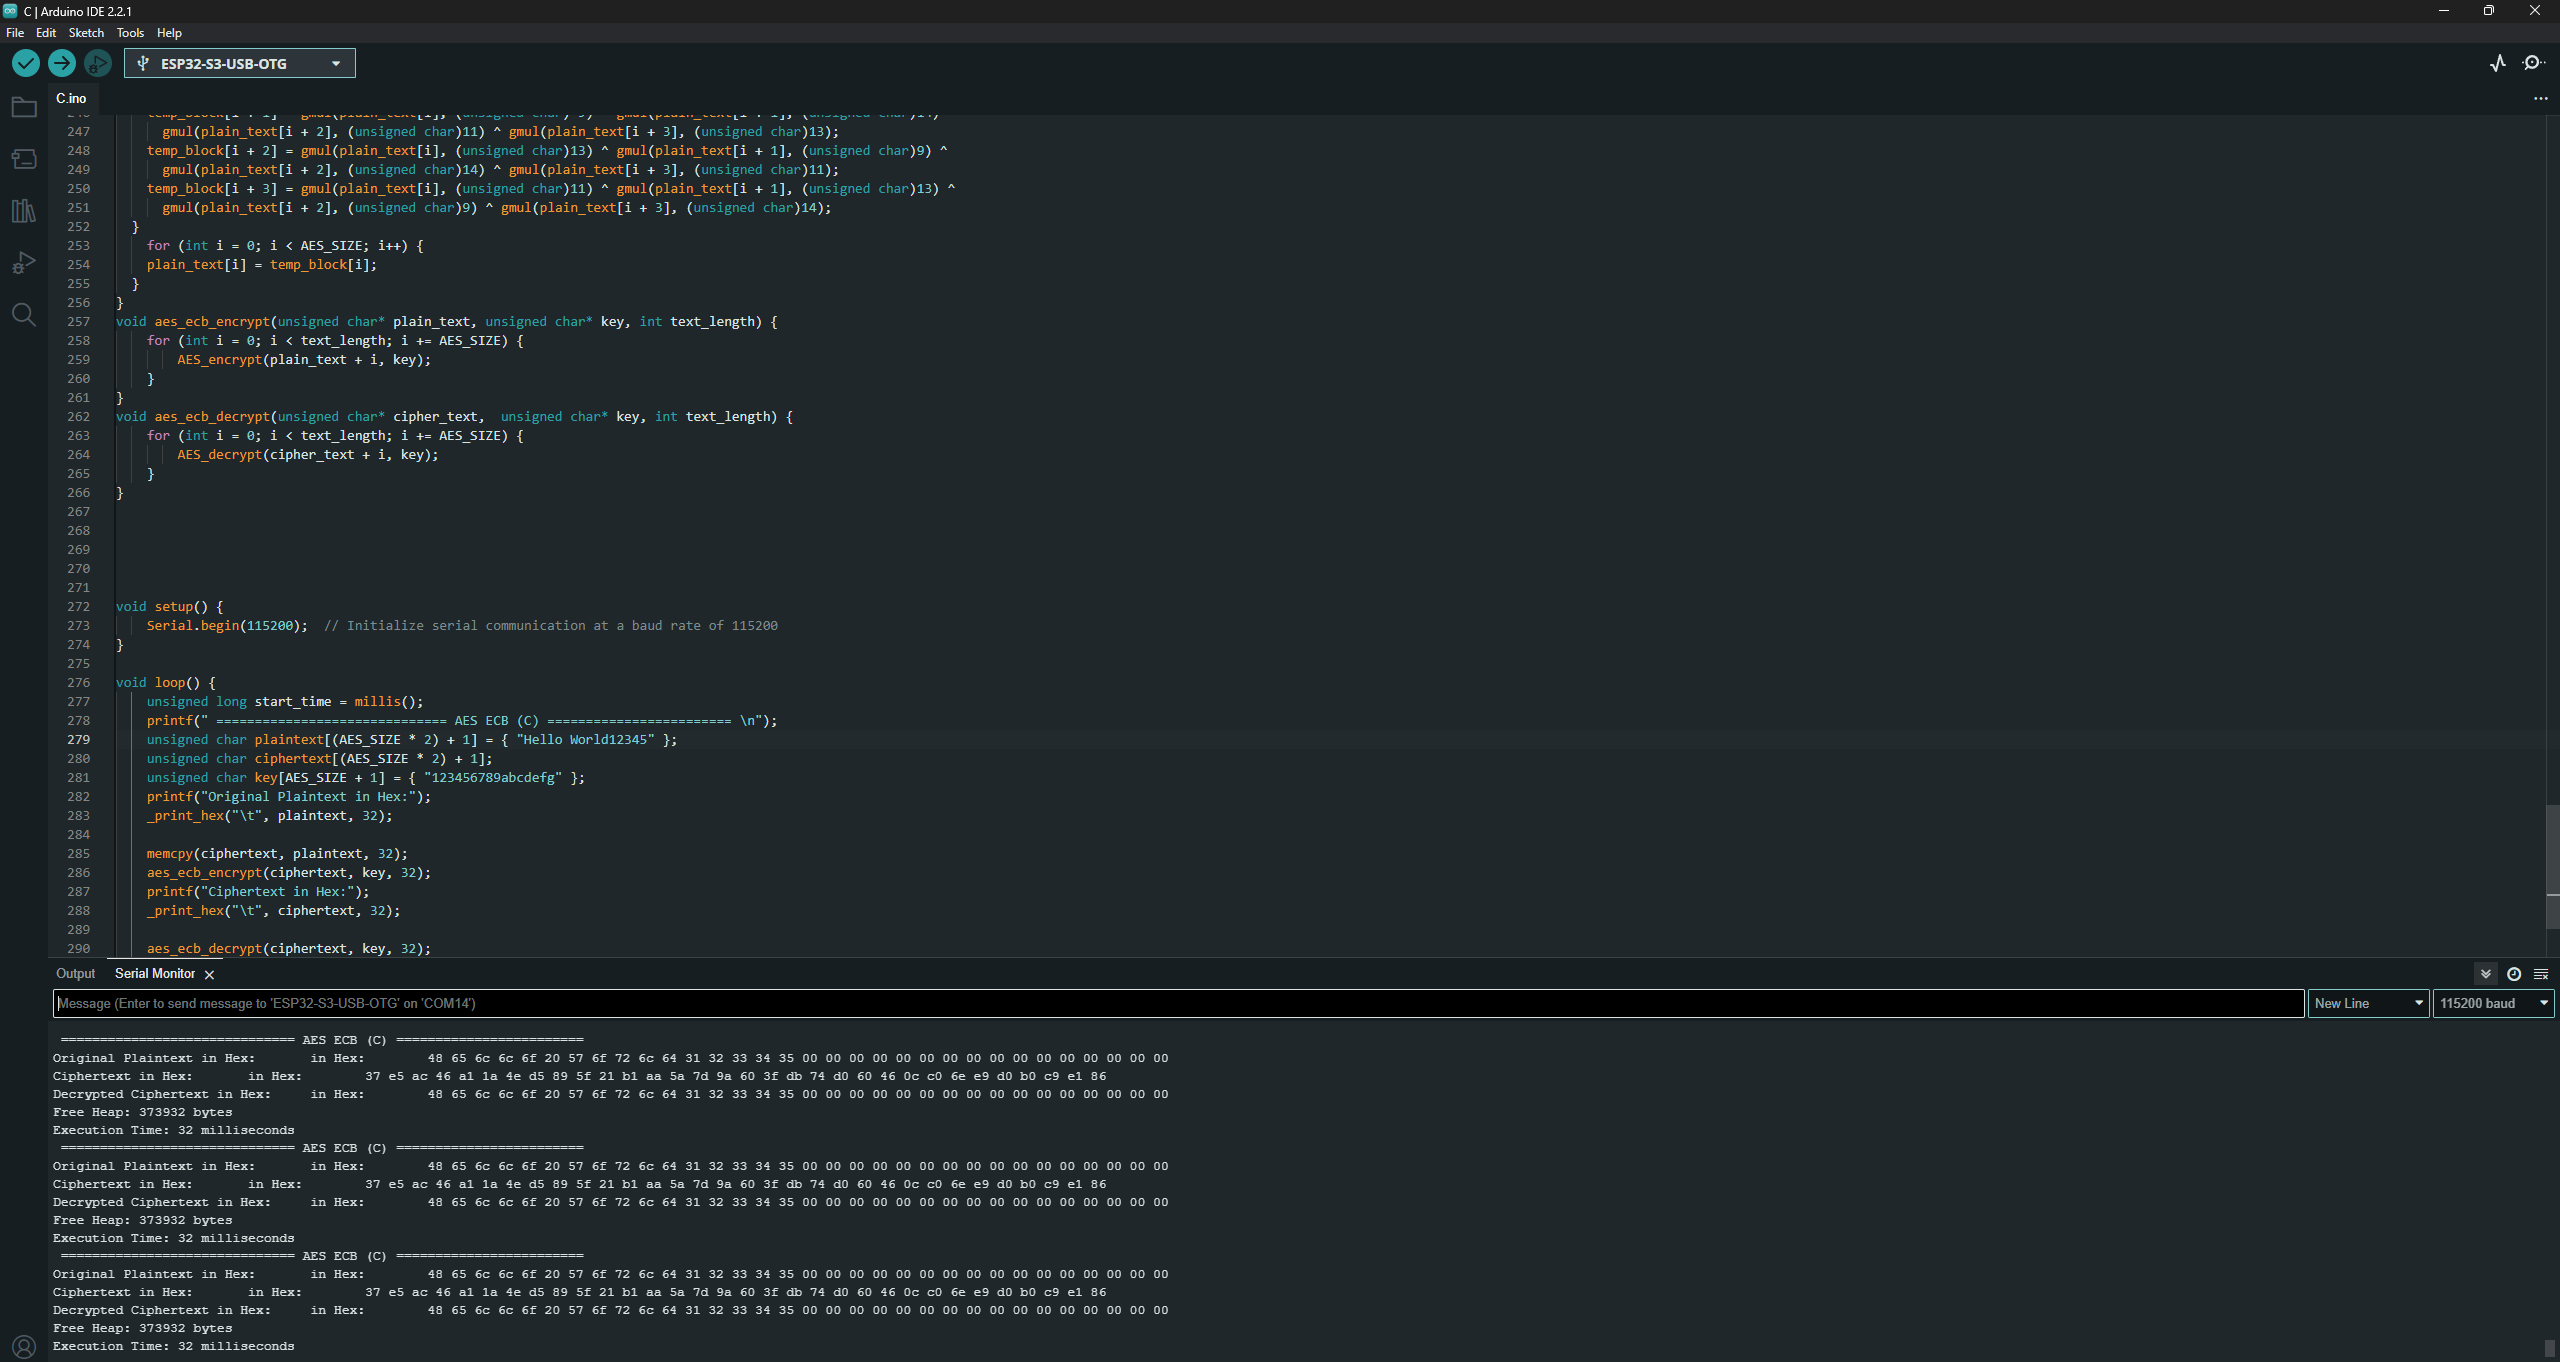 C | Arduino IDE 2.2.1
File Edit Sketch Tools Help
ESP32-S3-USB-OTG
C.ino
247 gmul(plain_text[i + 2], (unsigned char)11) ^ gmul(plain_text[i + 3], (unsigned char)13);
248 temp_block[i + 2] = gmul(plain_text[i], (unsigned char)13) ^ gmul(plain_text[i + 1], (unsigned char)9) ^
249 gmul(plain_text[i + 2], (unsigned char)14) ^ gmul(plain_text[i + 3], (unsigned char)11);
250 temp_block[i + 3] = gmul(plain_text[i], (unsigned char)11) ^ gmul(plain_text[i + 1], (unsigned char)13) ^
251 gmul(plain_text[i + 2], (unsigned char)9) ^ gmul(plain_text[i + 3], (unsigned char)14);
252 }
253 for (int i = 0; i < AES_SIZE; i++) {
254 plain_text[i] = temp_block[i];
255 }
256 }
257 void aes_ecb_encrypt(unsigned char* plain_text, unsigned char* key, int text_length) {
258 for (int i = 0; i < text_length; i += AES_SIZE) {
259 AES_encrypt(plain_text + i, key);
260 }
261 }
262 void aes_ecb_decrypt(unsigned char* cipher_text,  unsigned char* key, int text_length) {
263 for (int i = 0; i < text_length; i += AES_SIZE) {
264 AES_decrypt(cipher_text + i, key);
265 }
266 }
267
268
269
270
271
272 void setup() {
273 Serial.begin(115200);  // Initialize serial communication at a baud rate of 115200
274 }
275
276 void loop() {
277 unsigned long start_time = millis();
278 printf(" ============================== AES ECB (C) ======================== \n");
279 unsigned char plaintext[(AES_SIZE * 2) + 1] = { "Hello World12345" };
280 unsigned char ciphertext[(AES_SIZE * 2) + 1];
281 unsigned char key[AES_SIZE + 1] = { "123456789abcdefg" };
282 printf("Original Plaintext in Hex:");
283 _print_hex("\t", plaintext, 32);
284
285 memcpy(ciphertext, plaintext, 32);
286 aes_ecb_encrypt(ciphertext, key, 32);
287 printf("Ciphertext in Hex:");
288 _print_hex("\t", ciphertext, 32);
289
290 aes_ecb_decrypt(ciphertext, key, 32);
Output Serial Monitor
Message (Enter to send message to 'ESP32-S3-USB-OTG' on 'COM14') New Line 115200 baud
============================== AES ECB (C) ========================
Original Plaintext in Hex: in Hex: 48 65 6c 6c 6f 20 57 6f 72 6c 64 31 32 33 34 35 00 00 00 00 00 00 00 00 00 00 00 00 00 00 00 00
Ciphertext in Hex: in Hex: 37 e5 ac 46 a1 1a 4e d5 89 5f 21 b1 aa 5a 7d 9a 60 3f db 74 d0 60 46 0c c0 6e e9 d0 b0 c9 e1 86
Decrypted Ciphertext in Hex: in Hex: 48 65 6c 6c 6f 20 57 6f 72 6c 64 31 32 33 34 35 00 00 00 00 00 00 00 00 00 00 00 00 00 00 00 00
Free Heap: 373932 bytes
Execution Time: 32 milliseconds
============================== AES ECB (C) ========================
Original Plaintext in Hex: in Hex: 48 65 6c 6c 6f 20 57 6f 72 6c 64 31 32 33 34 35 00 00 00 00 00 00 00 00 00 00 00 00 00 00 00 00
Ciphertext in Hex: in Hex: 37 e5 ac 46 a1 1a 4e d5 89 5f 21 b1 aa 5a 7d 9a 60 3f db 74 d0 60 46 0c c0 6e e9 d0 b0 c9 e1 86
Decrypted Ciphertext in Hex: in Hex: 48 65 6c 6c 6f 20 57 6f 72 6c 64 31 32 33 34 35 00 00 00 00 00 00 00 00 00 00 00 00 00 00 00 00
Free Heap: 373932 bytes
Execution Time: 32 milliseconds
============================== AES ECB (C) ========================
Original Plaintext in Hex: in Hex: 48 65 6c 6c 6f 20 57 6f 72 6c 64 31 32 33 34 35 00 00 00 00 00 00 00 00 00 00 00 00 00 00 00 00
Ciphertext in Hex: in Hex: 37 e5 ac 46 a1 1a 4e d5 89 5f 21 b1 aa 5a 7d 9a 60 3f db 74 d0 60 46 0c c0 6e e9 d0 b0 c9 e1 86
Decrypted Ciphertext in Hex: in Hex: 48 65 6c 6c 6f 20 57 6f 72 6c 64 31 32 33 34 35 00 00 00 00 00 00 00 00 00 00 00 00 00 00 00 00
Free Heap: 373932 bytes
Execution Time: 32 milliseconds